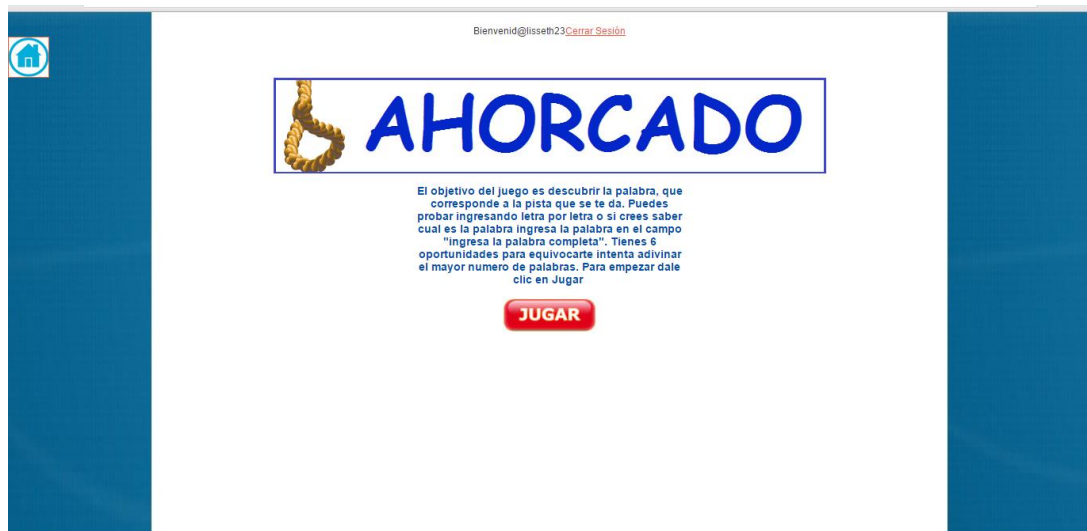 Bienvenid@lisseth23Cerrar Sesión
AHORCADO
El objetivo del juego es descubrir la palabra, que
corresponde a la pista que se te da. Puedes
probar ingresando letra por letra o si crees saber
cual es la palabra ingresa la palabra en el campo
"ingresa la palabra completa". Tienes 6
oportunidades para equivocarte intenta adivinar
el mayor numero de palabras. Para empezar dale
clic en Jugar
JUGAR